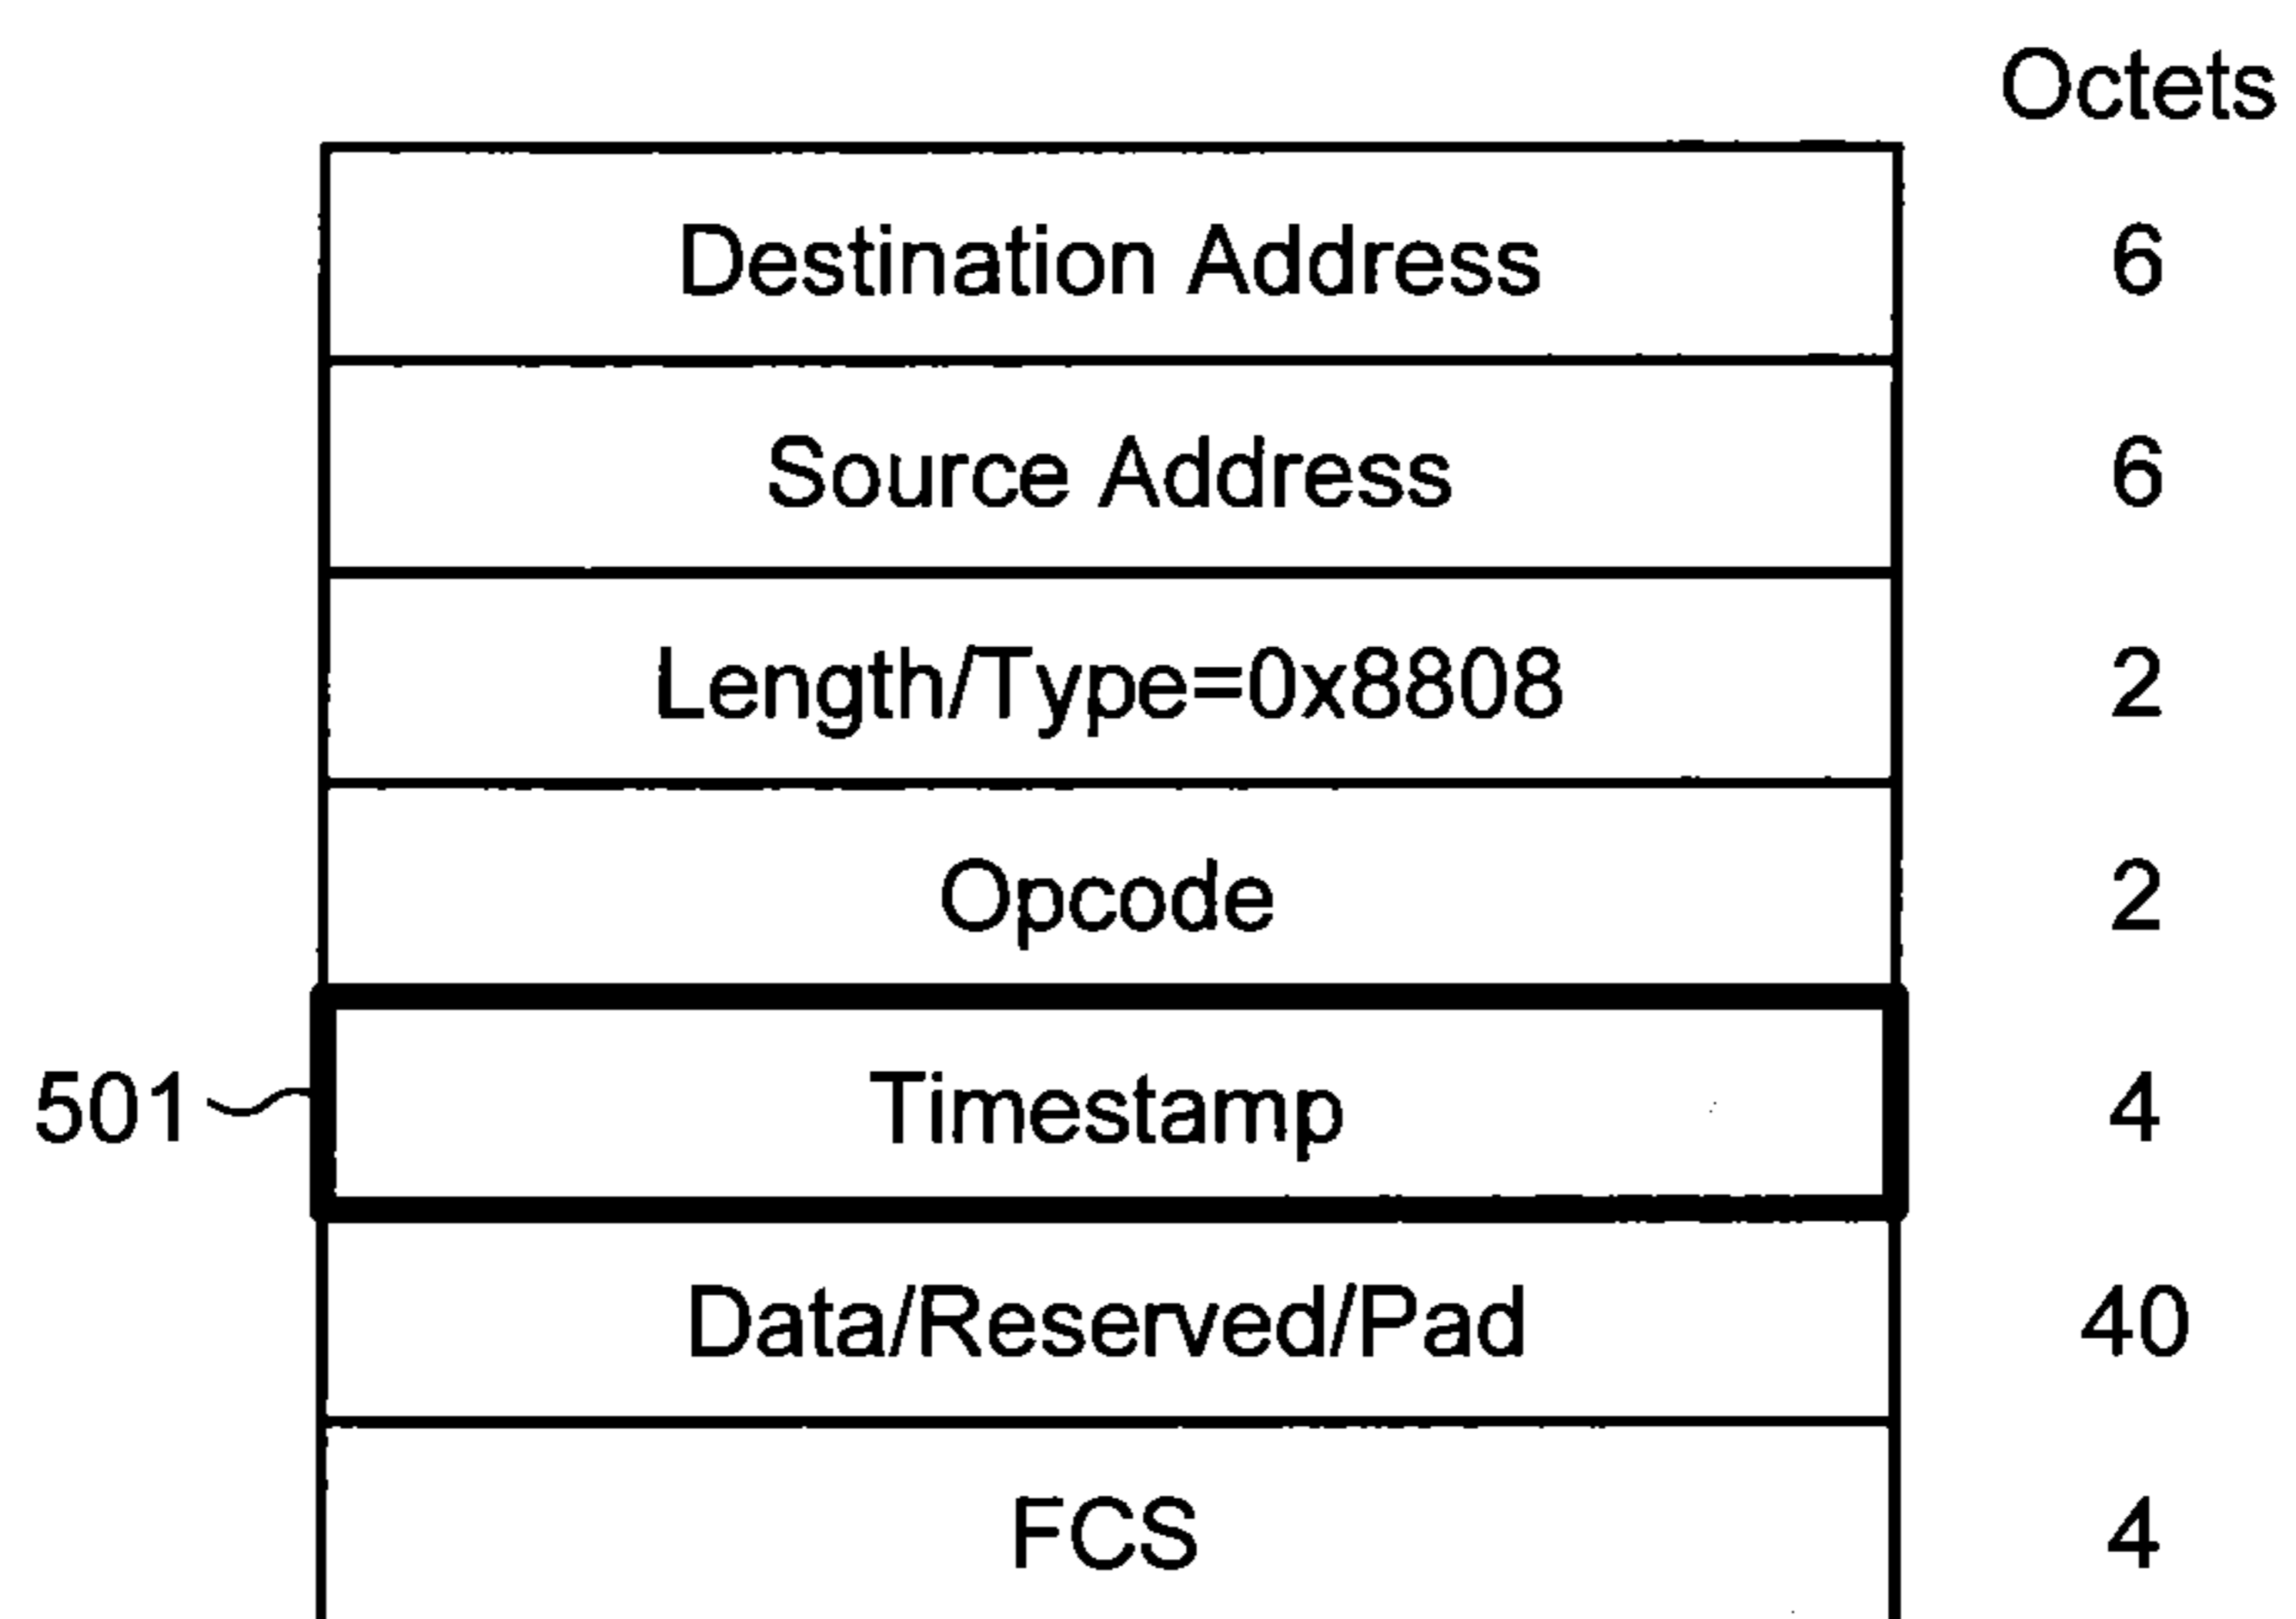 Octets
Destination Address 6
Source Address 6
Length/Type=0x8808 2
Opcode 2
501 Timestamp 4
Data/Reserved/Pad 40
FCS 4